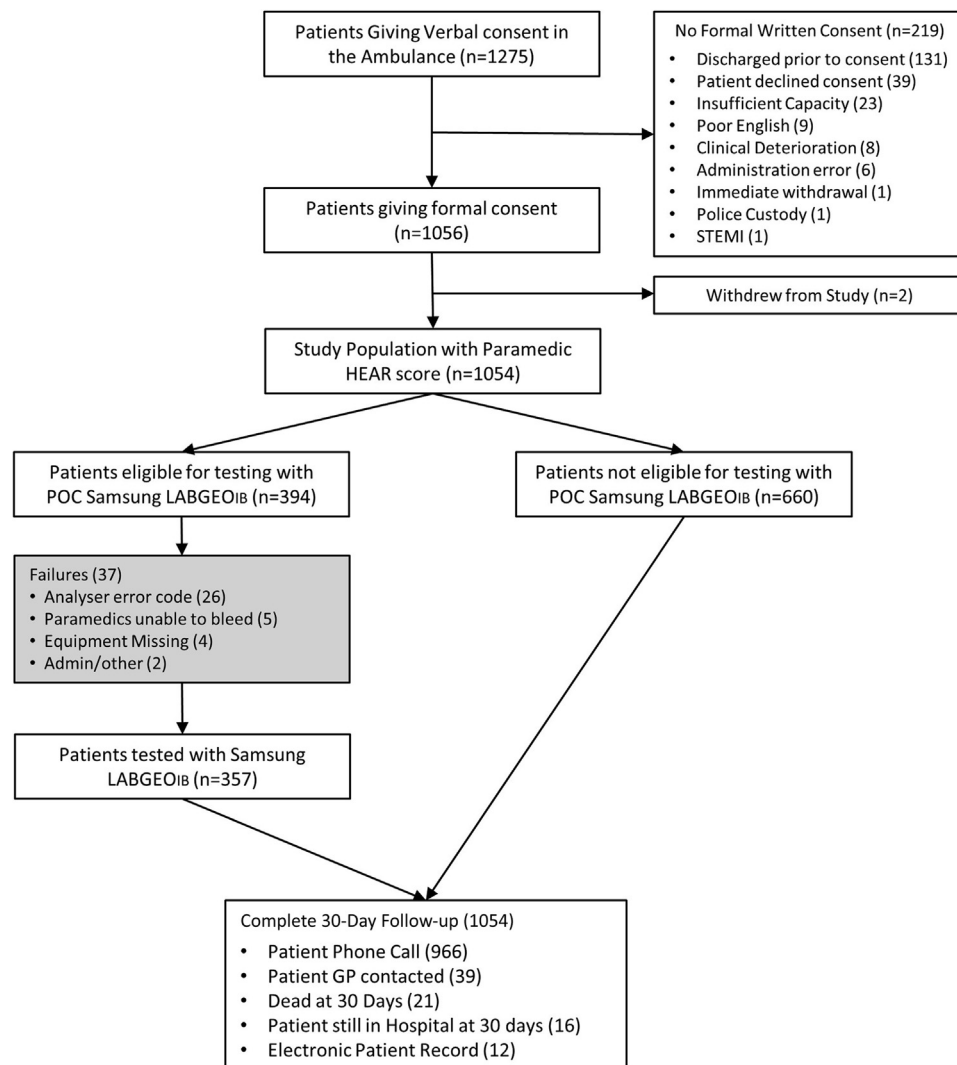 Patients Giving Verbal consent in
the Ambulance (n=1275)
No Formal Written Consent (n=219)
• Discharged prior to consent (131)
• Patient declined consent (39)
• Insufficient Capacity (23)
• Poor English (9)
• Clinical Deterioration (8)
• Administration error (6)
• Immediate withdrawal (1)
• Police Custody (1)
• STEMI (1)
Patients giving formal consent
(n=1056)
Withdrew from Study (n=2)
Study Population with Paramedic
HEAR score (n=1054)
Patients eligible for testing with
POC Samsung LABGEOIB (n=394)
Patients not eligible for testing with
POC Samsung LABGEOIB (n=660)
Failures (37)
• Analyser error code (26)
• Paramedics unable to bleed (5)
• Equipment Missing (4)
• Admin/other (2)
Patients tested with Samsung
LABGEOIB (n=357)
Complete 30-Day Follow-up (1054)
• Patient Phone Call (966)
• Patient GP contacted (39)
• Dead at 30 Days (21)
• Patient still in Hospital at 30 days (16)
• Electronic Patient Record (12)